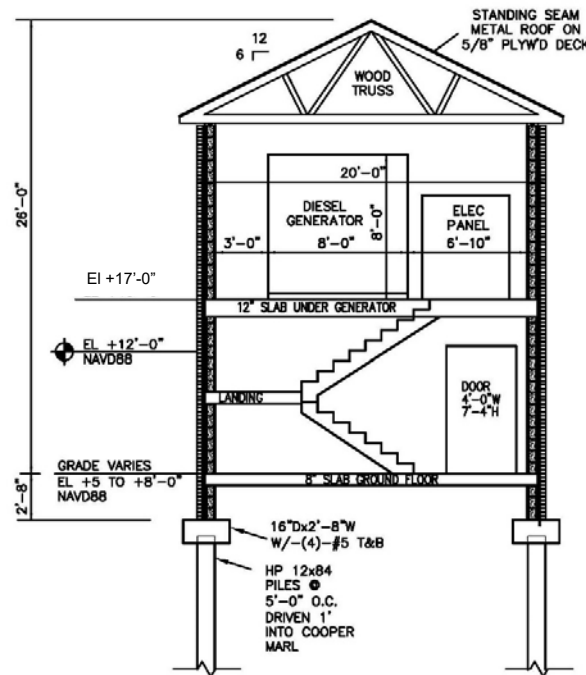 STANDING SEAM
METAL ROOF ON
5/8" PLYW'D DECK
12
6
WOOD
TRUSS
26'-0"
20'-0"
DIESEL
GENERATOR
8'-0"
ELEC
PANEL
3'-0"
8'-0"
6'-10"
El +17'-0"
12" SLAB UNDER GENERATOR
EL +12'-0"
NAVD88
LANDING
DOOR
4'-0"W
7'-4"H
GRADE VARIES
EL +5 TO +8'-0"
NAVD88
8" SLAB GROUND FLOOR
2'-8"
16"Dx2'-8"W
W/-(4)-#5 T&B
HP 12x84
PILES @
5'-0" O.C.
DRIVEN 1'
INTO COOPER
MARL